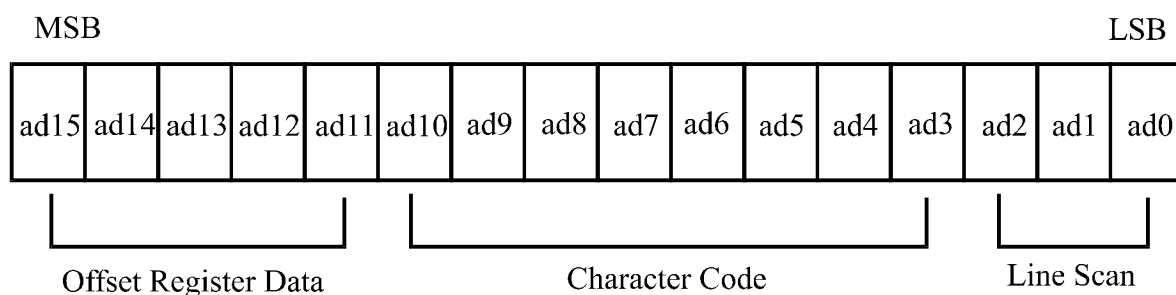 MSB LSB
ad15 ad14 ad13 ad12 ad11 ad10 ad9 ad8 ad7 ad6 ad5 ad4 ad3 ad2 ad1 ad0
Offset Register Data Character Code Line Scan